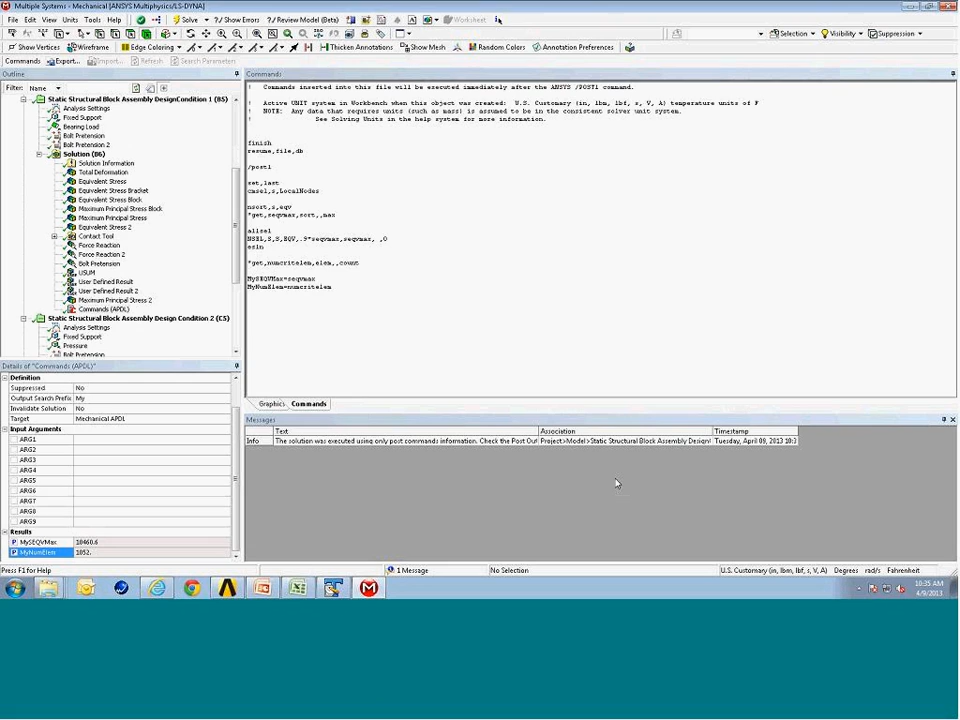 Multiple Systems - Mechanical [ANSYS Multiphysics/LS-DYNA]
File Edit View Units Tools Help Solve ?/ Show Errors ?/ Review Model (Beta) Worksheet
Selection Visibility Suppression
Show Vertices Wireframe Edge Coloring Thicken Annotations Show Mesh Random Colors Annotation Preferences
Commands Export... Import... Refresh Search Parameters
Outline
Filter: Name
Static Structural Block Assembly DesignCondition 1 (B5)
Analysis Settings
Fixed Support
Bearing Load
Bolt Pretension
Bolt Pretension 2
Solution (B6)
Solution Information
Total Deformation
Equivalent Stress
Equivalent Stress Bracket
Equivalent Stress Block
Maximum Principal Stress Block
Maximum Principal Stress
Equivalent Stress 2
Contact Tool
Force Reaction
Force Reaction 2
Bolt Pretension
USUM
User Defined Result
User Defined Result 2
Maximum Principal Stress 2
Commands (APDL)
Static Structural Block Assembly Design Condition 2 (C5)
Analysis Settings
Fixed Support
Pressure
Bolt Pretension
Details of "Commands (APDL)"
Definition
Suppressed No
Output Search Prefix My
Invalidate Solution No
Target Mechanical APDL
Input Arguments
ARG1
ARG2
ARG3
ARG4
ARG5
ARG6
ARG7
ARG8
ARG9
Results
P MySEQVMax 10460.6
P MyNumElem 1052.
Commands
! Commands inserted into this file will be executed immediately after the ANSYS /POST1 command.
! Active UNIT system in Workbench when this object was created: U.S. Customary (in, lbm, lbf, s, V, A) temperature units of F
! NOTE: Any data that requires units (such as mass) is assumed to be in the consistent solver unit system.
! See Solving Units in the help system for more information.
finish
resume,file,db
/post1
set,last
cmsel,s,LocalNodes
nsort,s,eqv
*get,seqvmax,sort,,max
allsel
NSEL,S,S,EQV,.9*seqvmax,seqvmax, ,0
esln
*get,numcritelem,elem,,count
MySEQVMax=seqvmax
MyNumElem=numcritelem
Graphics Commands
Messages
Text Association Timestamp
Info The solution was executed using only post commands information. Check the Post Out Project>Model>Static Structural Block Assembly Design Tuesday, April 09, 2013 10:3
Press F1 for Help 1 Message No Selection U.S. Customary (in, lbm, lbf, s, V, A) Degrees rad/s Fahrenheit
10:35 AM
4/9/2013